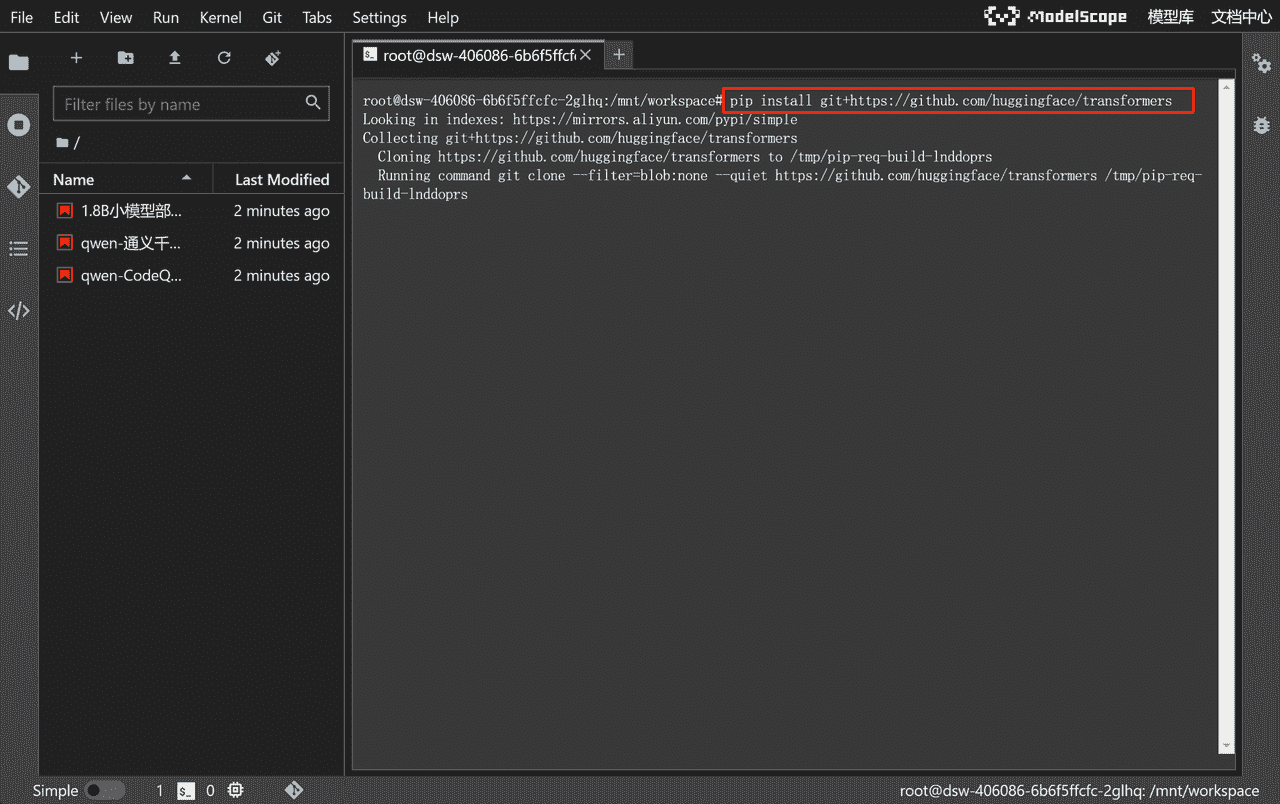 File Edit View Run Kernel Git Tabs Settings Help
ModelScope 模型库 文档中心
root@dsw-406086-6b6f5ffcfc
Filter files by name
/
Name Last Modified
1.8B小模型部... 2 minutes ago
qwen-通义千... 2 minutes ago
qwen-CodeQ... 2 minutes ago
root@dsw-406086-6b6f5ffcfc-2glhq:/mnt/workspace# pip install git+https://github.com/huggingface/transformers
Looking in indexes: https://mirrors.aliyun.com/pypi/simple
Collecting git+https://github.com/huggingface/transformers
Cloning https://github.com/huggingface/transformers to /tmp/pip-req-build-lnddoprs
Running command git clone --filter=blob:none --quiet https://github.com/huggingface/transformers /tmp/pip-req-
build-lnddoprs
Simple 1 $_ 0
root@dsw-406086-6b6f5ffcfc-2glhq: /mnt/workspace